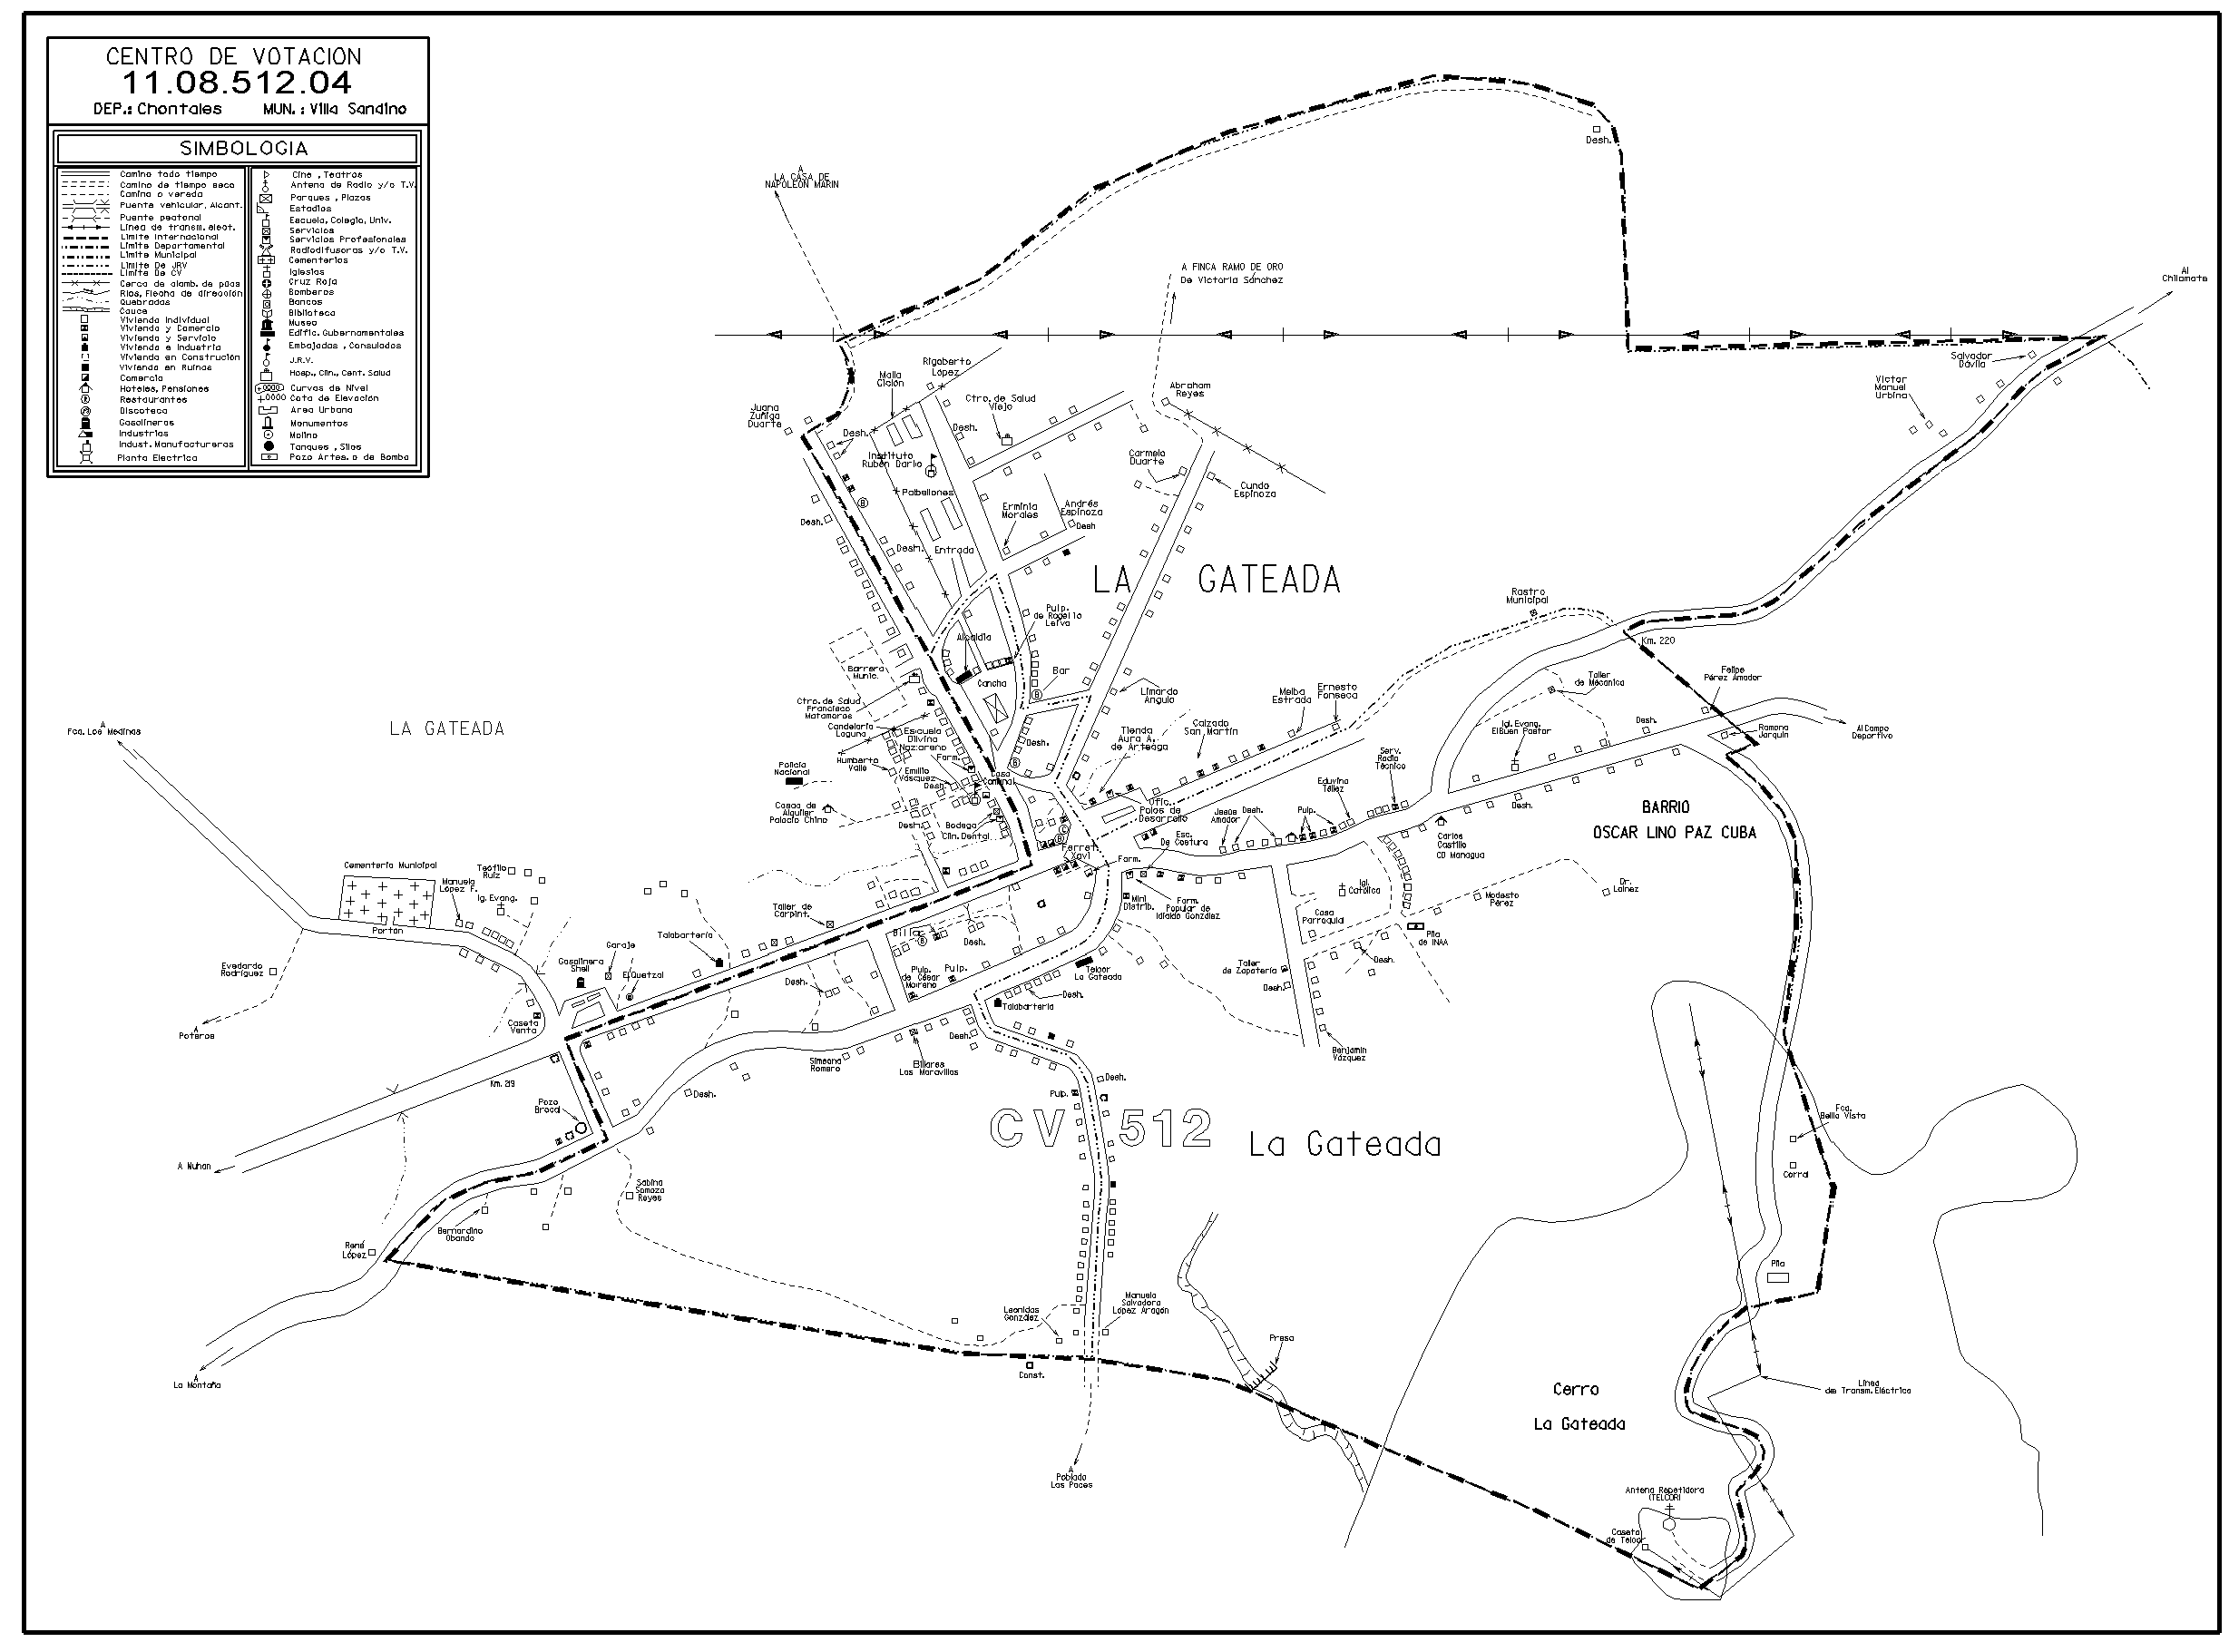 CENTRO DE VOTACION
11.08.512.04
DEP.: Chontales MUN.: Villa Sandino
SIMBOLOGIA
Camino todo tiempo
Camino de tiempo seco
Camino o vereda
Puente vehicular, Alcant.
Puente peatonal
Línea de transm. elect.
Límite Internacional
Límite Departamental
Límite Municipal
Límite De JRV
Límite De CV
Cerca de alamb. de púas
Ríos, Flecha de dirección
Quebradas
Cauce
Vivienda Individual
Vivienda y Comercio
Vivienda y Servicio
Vivienda e Industria
Vivienda en Construción
Vivienda en Ruinas
Comercio
Hoteles, Pensiones
Restaurantes
Discoteca
Gasolineras
Industrias
Indust. Manufactureras
Planta Electrica
Cine , Teatros
Antena de Radio y/o T.V.
Parques , Plazas
Estadios
Escuela, Colegio, Univ.
Servicios
Servicios Profesionales
Radiodifusoras y/o T.V.
Cementerios
Iglesias
Cruz Roja
Bomberos
Bancos
Biblioteca
Museo
Edific. Gubernamentales
Embajadas , Consulados
J.R.V.
Hosp., Clin., Cent. Salud
Curvas de Nivel
Cota de Elevación
Area Urbana
Monumentos
Molino
Tanques , Silos
Pozo Artes. o de Bomba
A
LA CASA DE
NAPOLEON MARIN
Desh.
A FINCA RAMO DE ORO
De Victoria Sánchez
Al
Chilamate
Salvador
Dávila
Victor
Manuel
Urbina
Rigoberto
López
Malla
Ciclón
Ctro. de Salud
Viejo
Abraham
Reyes
Juana
Zuñiga
Duarte
Desh.
Desh.
Instituto
Rubén Darío
Carmela
Duarte
Cundo
Espinoza
Pabellones
Erminia
Morales
Andrés
Espinoza
Desh
Desh.
Desh.
Entrada
LA GATEADA
Pulp.
de Rogelio
Leiva
Rastro
Municipal
Km. 220
Alcaldía
Bar
Cancha
Barrera
Munic.
Limardo
Angulo
Melba
Estrada
Ernesto
Fonseca
Taller
de Mecánica
Felipe
Pérez Amador
Ctro. de Salud
Francisco
Matamoros
LA GATEADA
A
Fca. Los Medinas
Candelaria
Laguna
Escuela
Divina
Nazareno
Desh.
Tienda
Aura A.
de Arteaga
Calzado
San Martín
Igl. Evang.
El Buen Pastor
Desh.
Ramona
Jarquín
Al Campo
Deportivo
Policía
Nacional
Humberto
Valle
Farm.
Emilio
Vásquez
Desh.
Casa
Comunal
Serv.
Radio
Técnico
Eduvina
Téllez
Casas de
Alquiler
Palacio Chino
Desh.
Bodega
Clin. Dental
Ofic.
Polos de
Desarrollo
Jesús
Amador
Desh.
Pulp.
Desh.
BARRIO
OSCAR LINO PAZ CUBA
Esc.
De Costura
Carlos
Castillo
CD Managua
Ferret.
Xavi
Farm.
Cementerio Municipal
Teófilo
Ruiz
Manuela
López F.
Ig. Evang.
Portón
Taller de
Carpint.
Talabartería
Billar
Desh.
Mini
Distrib.
Farm.
Popular de
Idialdo González
Igl.
Católica
Casa
Parroquial
Modesto
Pérez
Dr.
Laínez
Pila
de INAA
Evedardo
Rodríguez
Garaje
Gasolinera
Shell
El Quetzal
Desh.
Pulp.
de César
Moreno
Pulp.
Telcor
La Gateada
Taller
de Zapatería
Desh.
Desh.
Desh.
Talabartería
A
Poteros
Caseta
Venta
Desh.
Benjamín
Vázquez
Simeona
Romero
Billares
Las Maravillas
Km. 219
Desh.
Pulp.
Desh.
Pozo
Brocal
CV 512
La Gateada
Fca.
Bella Vista
Corral
A Muhan
Sabina
Somoza
Reyes
Bernardino
Obando
René
López
Pila
A
La Montaña
Leonidas
González
Manuela
Salvadora
López Aragón
Const.
Presa
Cerro
La Gateada
Línea
de Transm. Eléctrica
A
Poblado
Las Paces
Antena Repetidora
(TELCOR)
Caseta
de Telcor